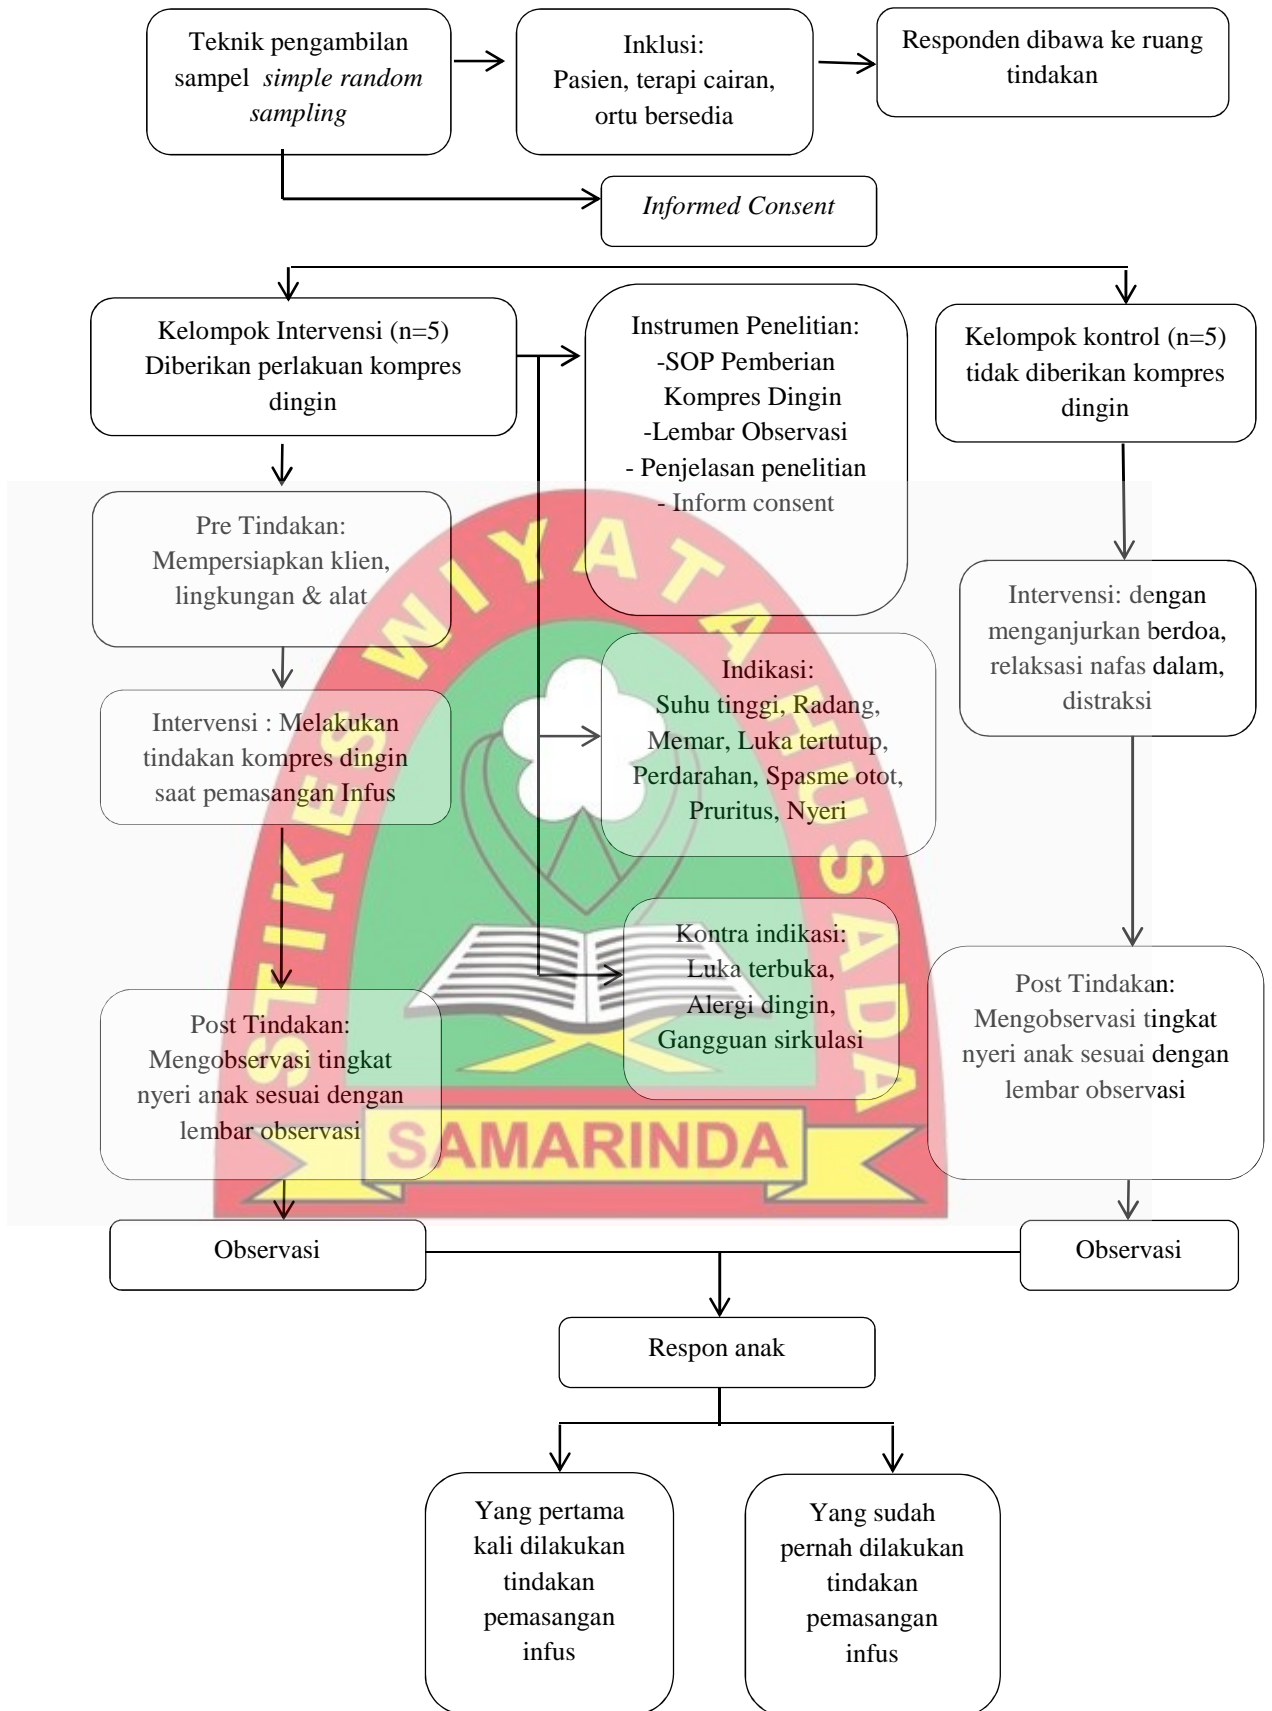 Teknik pengambilan
sampel simple random
sampling
Inklusi:
Pasien, terapi cairan,
ortu bersedia
Responden dibawa ke ruang
tindakan
Informed Consent
Kelompok Intervensi (n=5)
Diberikan perlakuan kompres
dingin
Instrumen Penelitian:
-SOP Pemberian
Kompres Dingin
-Lembar Observasi
- Penjelasan penelitian
- Inform consent
Kelompok kontrol (n=5)
tidak diberikan kompres
dingin
Pre Tindakan:
Mempersiapkan klien,
lingkungan & alat
Intervensi: dengan
menganjurkan berdoa,
relaksasi nafas dalam,
distraksi
Indikasi:
Suhu tinggi, Radang,
Memar, Luka tertutup,
Perdarahan, Spasme otot,
Pruritus, Nyeri
Intervensi : Melakukan
tindakan kompres dingin
saat pemasangan Infus
Kontra indikasi:
Luka terbuka,
Alergi dingin,
Gangguan sirkulasi
Post Tindakan:
Mengobservasi tingkat
nyeri anak sesuai dengan
lembar observasi
Post Tindakan:
Mengobservasi tingkat
nyeri anak sesuai dengan
lembar observasi
STIKES WIYATA HUSADA
SAMARINDA
Observasi
Observasi
Respon anak
Yang pertama
kali dilakukan
tindakan
pemasangan
infus
Yang sudah
pernah dilakukan
tindakan
pemasangan
infus